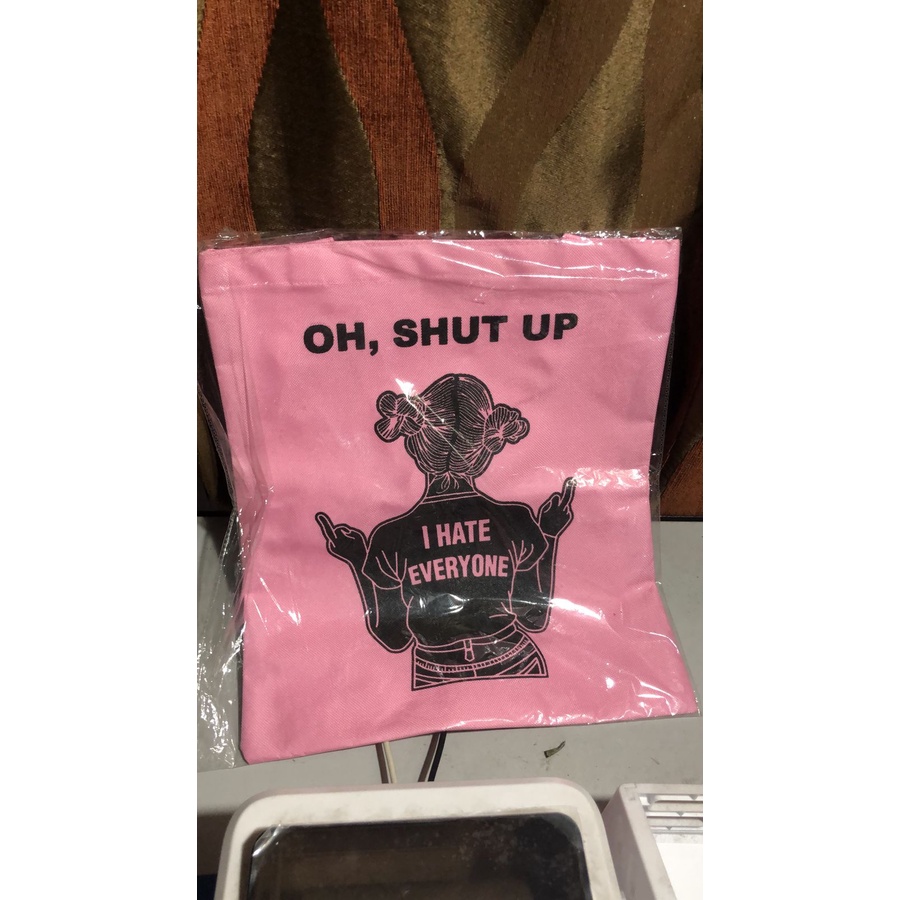 OH, SHUT UP
I HATE
EVERYONE